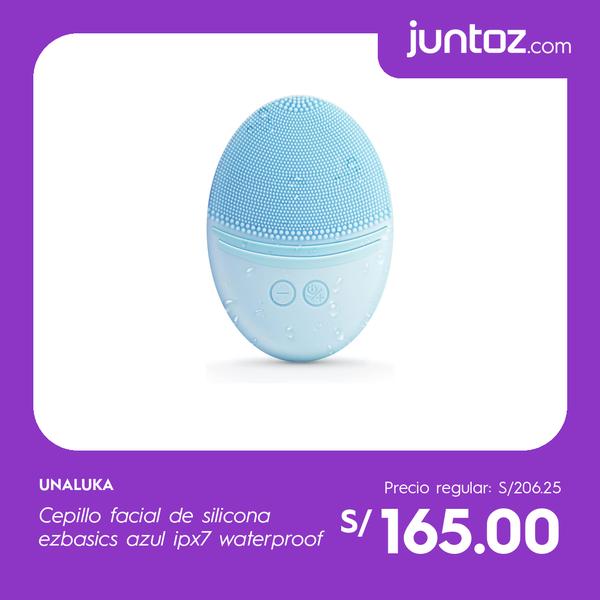 juntoz.com
UNALUKA
Cepillo facial de silicona
ezbasics azul ipx7 waterproof
Precio regular: S/206.25
S/165.00